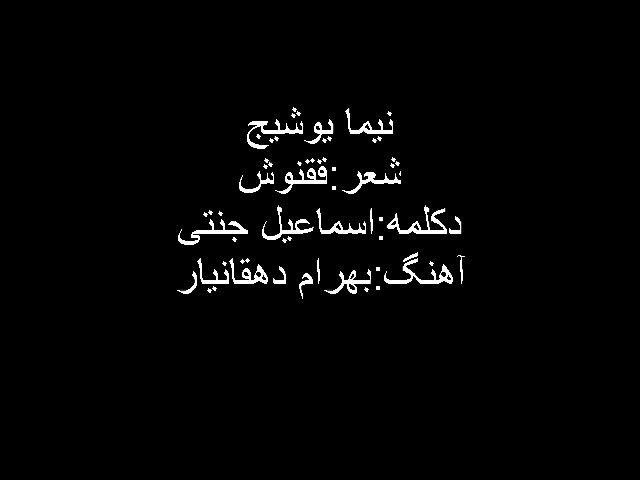 نیما یوشیج
شعر:ققنوش
دکلمه:اسماعیل جنتی
آهنگ:بهرام دهقانیار